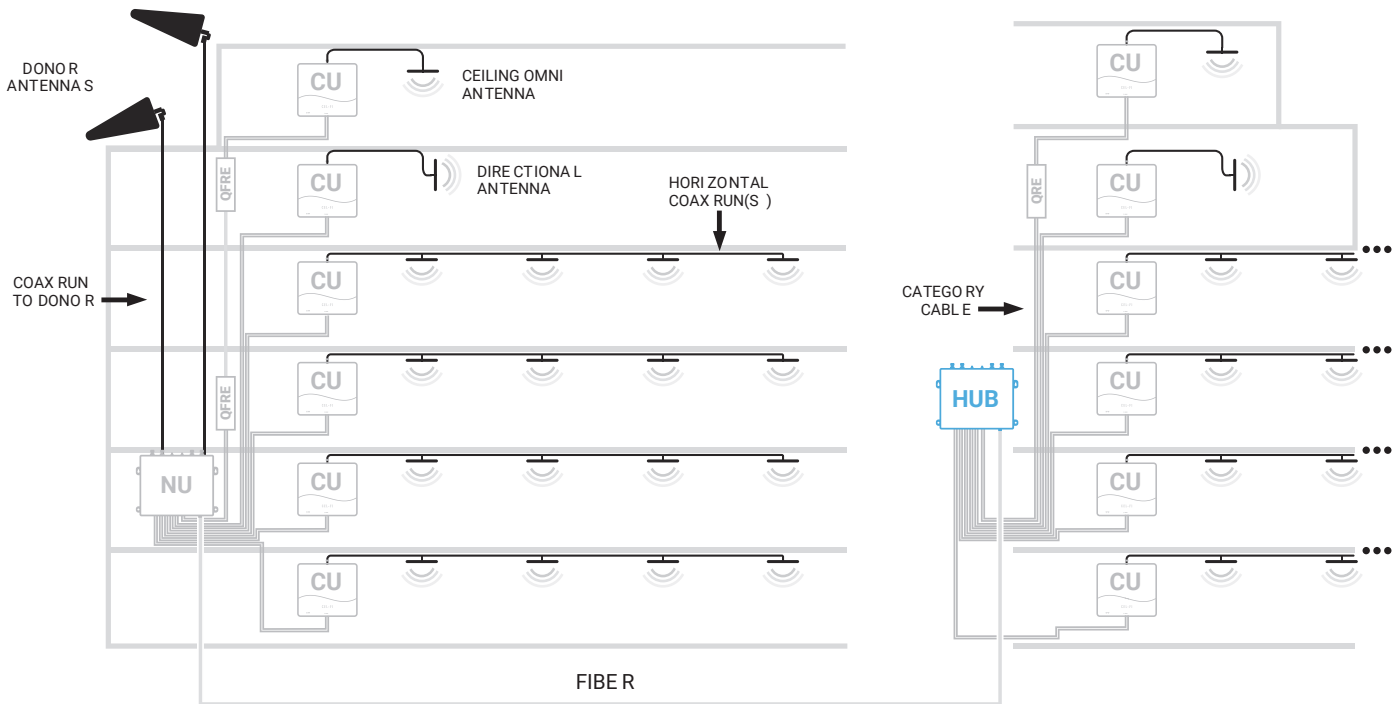 DONOR
ANTENNAS
CU
CEILING OMNI
ANTENNA
CU
QFRE
CU
DIRECTIONAL
ANTENNA
HORIZONTAL
COAX RUN(S)
QRE
CU
COAX RUN
TO DONOR
CU
CATEGORY
CABLE
CU
QFRE
CU
HUB
CU
NU
CU
CU
CU
CU
FIBER